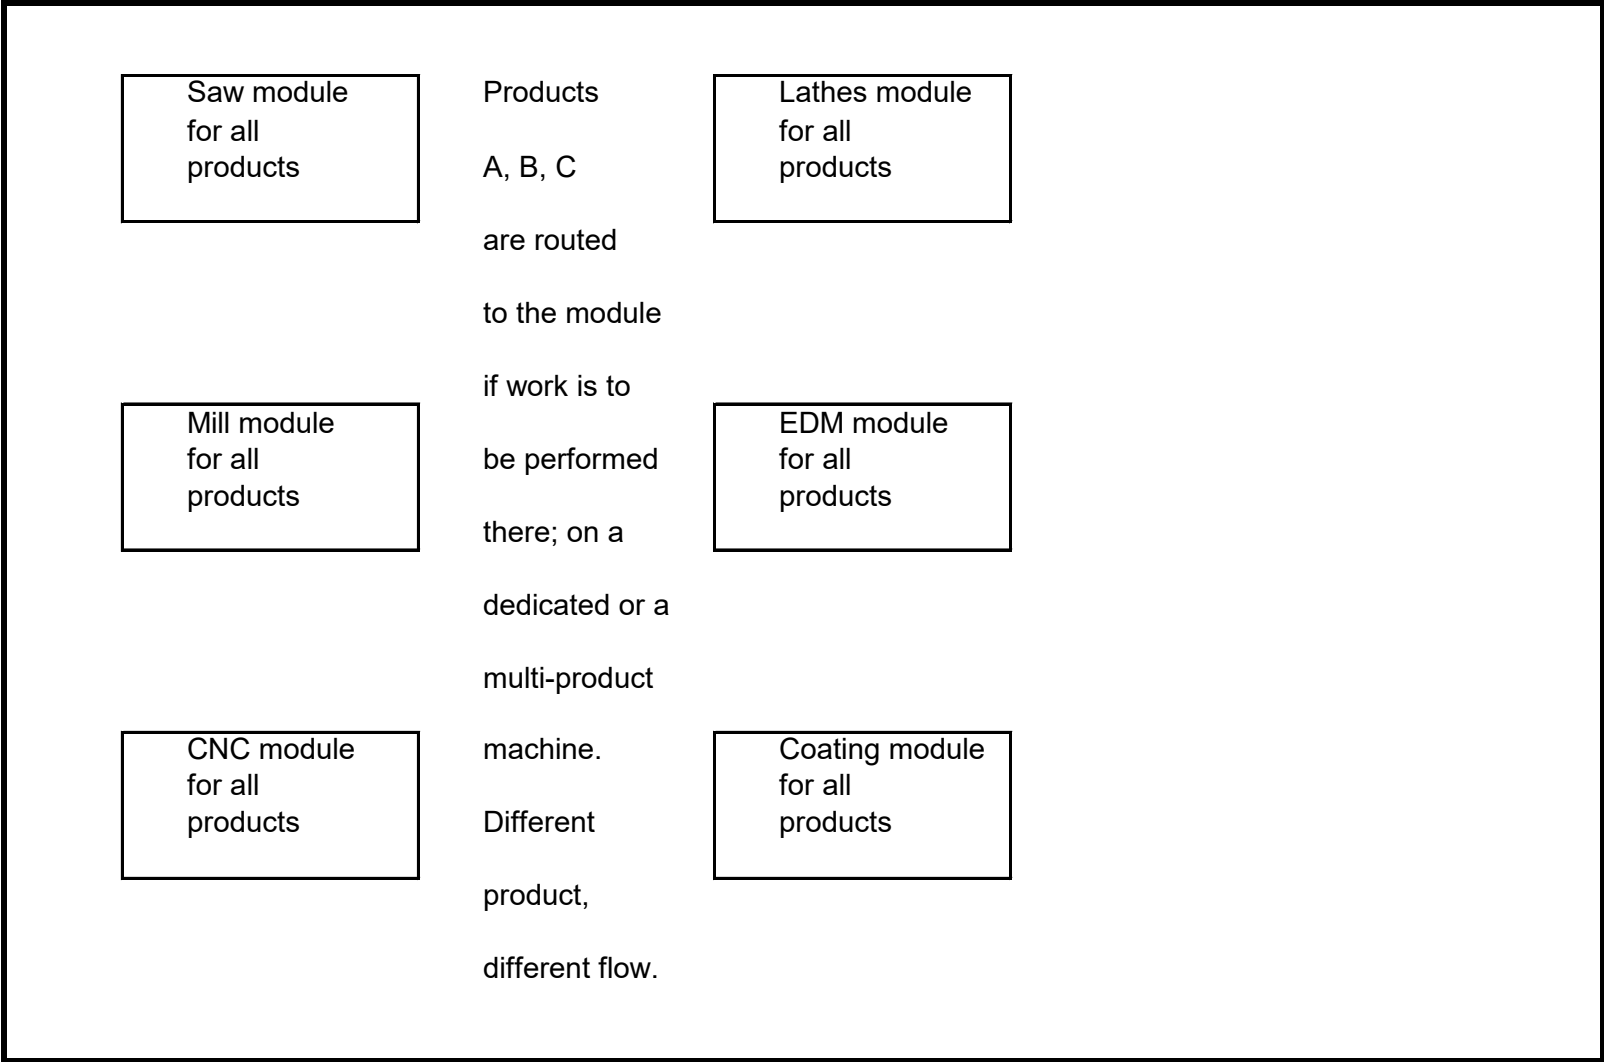 Saw module
for all
products
Products
A, B, C
are routed
to the module
if work is to
be performed
there; on a
dedicated or a
multi-product
machine.
Different
product,
different flow.
Lathes module
for all
products
Mill module
for all
products
EDM module
for all
products
CNC module
for all
products
Coating module
for all
products